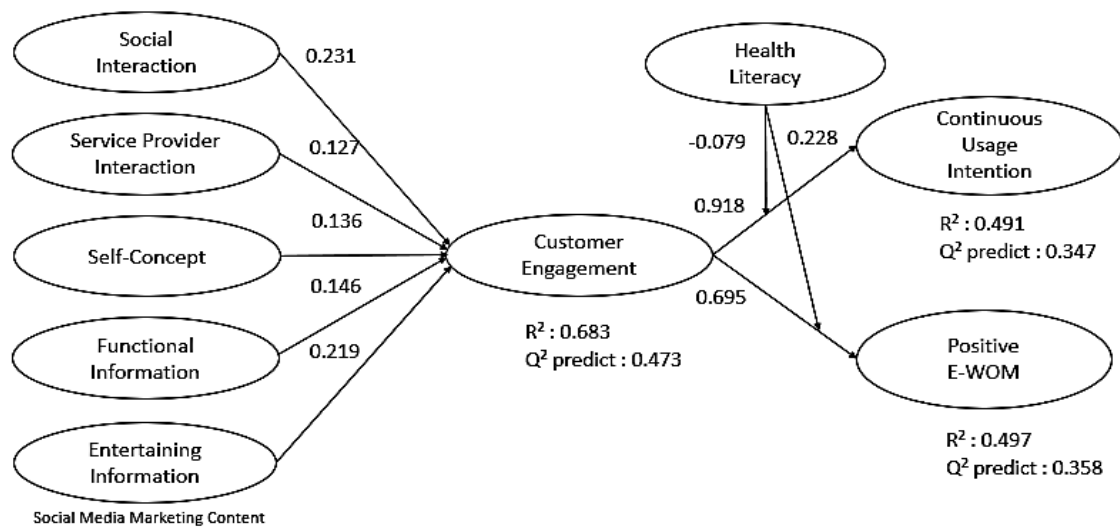 Social
Interaction
0.231
Service Provider
Interaction
0.127
Self-Concept
0.136
Functional
Information
0.146
Entertaining
Information
0.219
Social Media Marketing Content
Customer
Engagement
R² : 0.683
Q² predict : 0.473
Health
Literacy
-0.079
0.228
0.918
0.695
Continuous
Usage
Intention
R² : 0.491
Q² predict : 0.347
Positive
E-WOM
R² : 0.497
Q² predict : 0.358